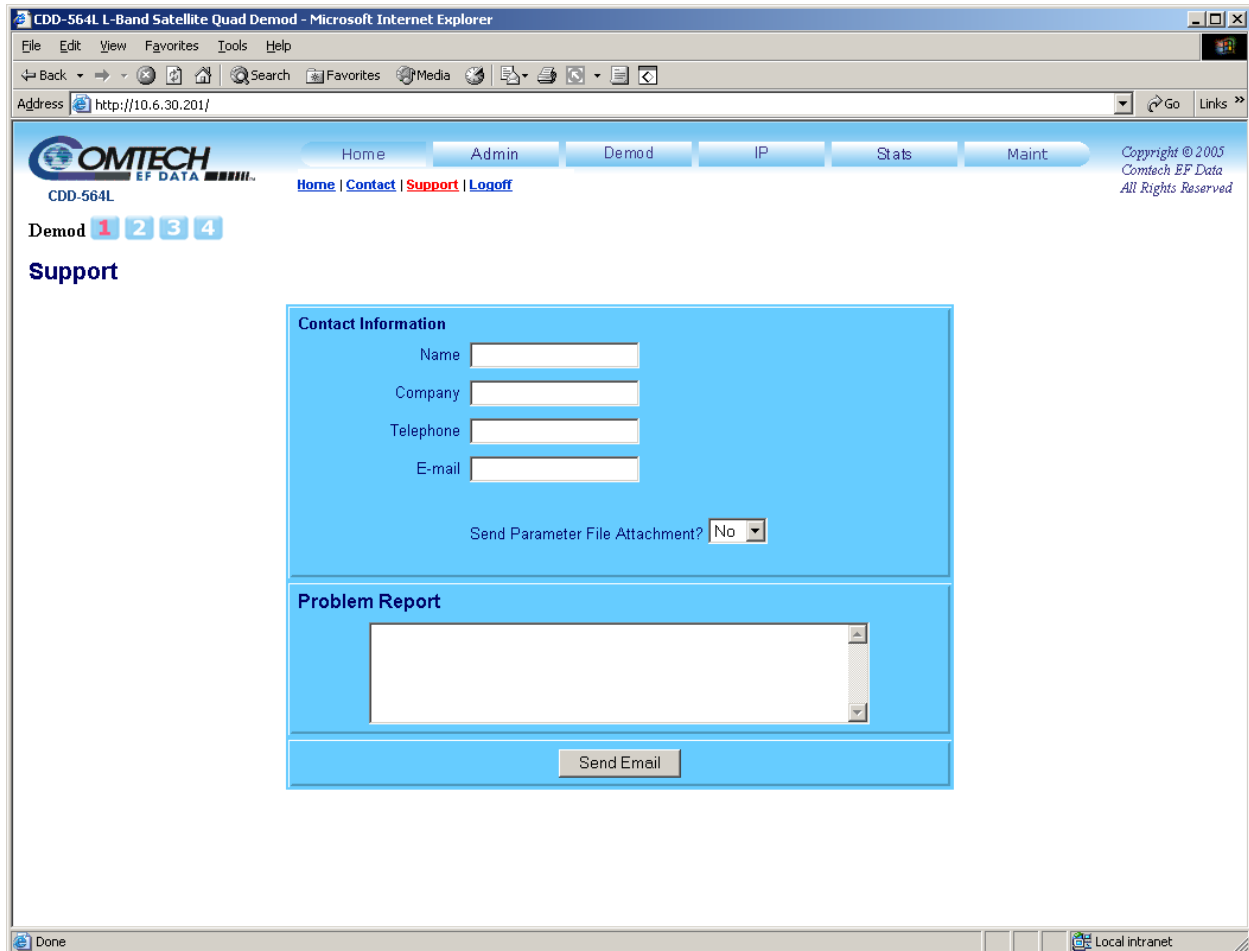 CDD-564L L-Band Satellite Quad Demod - Microsoft Internet Explorer
File Edit View Favorites Tools Help
Back Search Favorites Media
Address http://10.6.30.201/ Go Links »
COMTECH
EF DATA
CDD-564L
Home Admin Demod IP Stats Maint
Home | Contact | Support | Logoff
Copyright © 2005
Comtech EF Data
All Rights Reserved
Demod 1 2 3 4
Support
Contact Information
Name
Company
Telephone
E-mail
Send Parameter File Attachment? No
Problem Report
Send Email
Done Local intranet